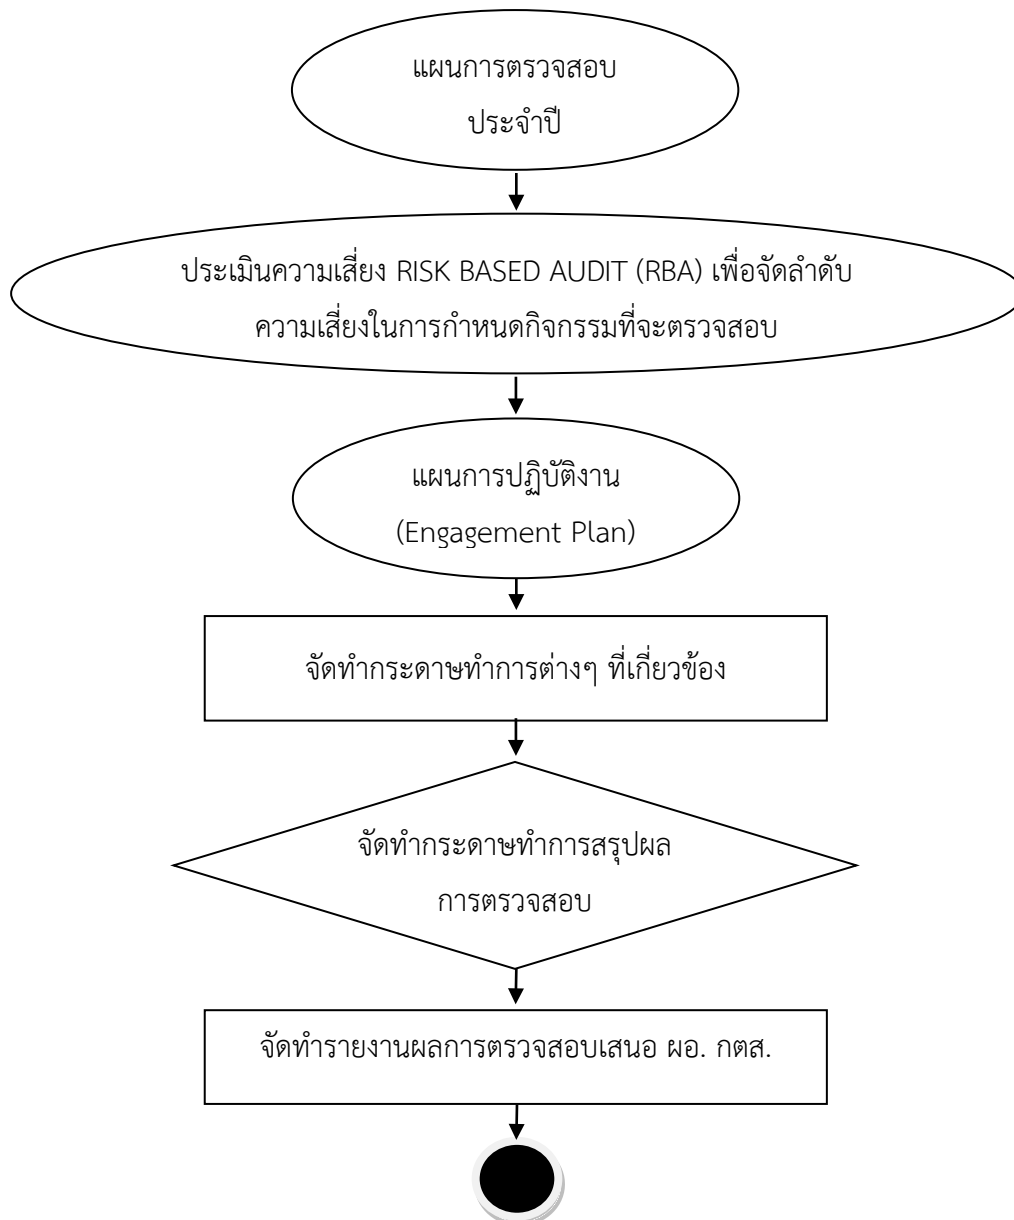 แผนการตรวจสอบ
ประจำปี
ประเมินความเสี่ยง RISK BASED AUDIT (RBA) เพื่อจัดลำดับ
ความเสี่ยงในการกำหนดกิจกรรมที่จะตรวจสอบ
แผนการปฏิบัติงาน
(Engagement Plan)
จัดทำกระดาษทำการต่างๆ ที่เกี่ยวข้อง
จัดทำกระดาษทำการสรุปผล
การตรวจสอบ
จัดทำรายงานผลการตรวจสอบเสนอ ผอ. กตส.